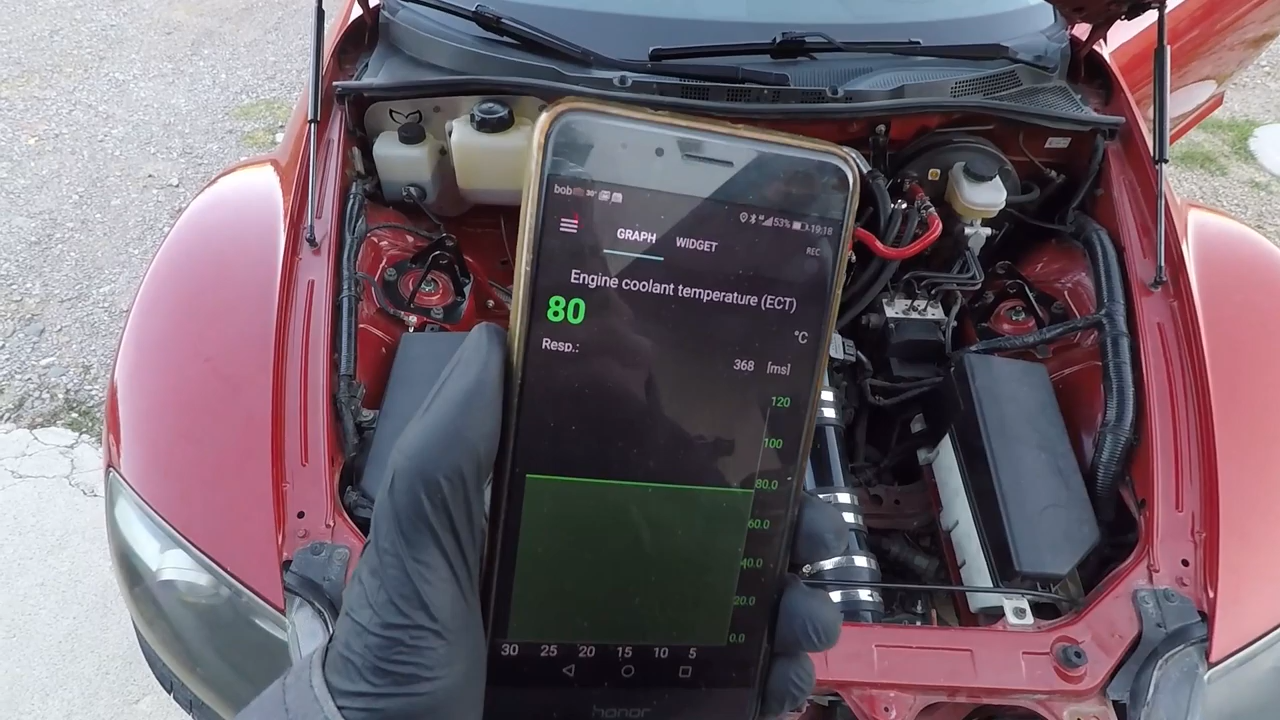 bob 30°
53% 19:18
GRAPH WIDGET
REC
Engine coolant temperature (ECT)
80
°C
Resp.: 368 [ms]
120
100
80.0
60.0
40.0
20.0
0.0
30 25 20 15 10 5
honor